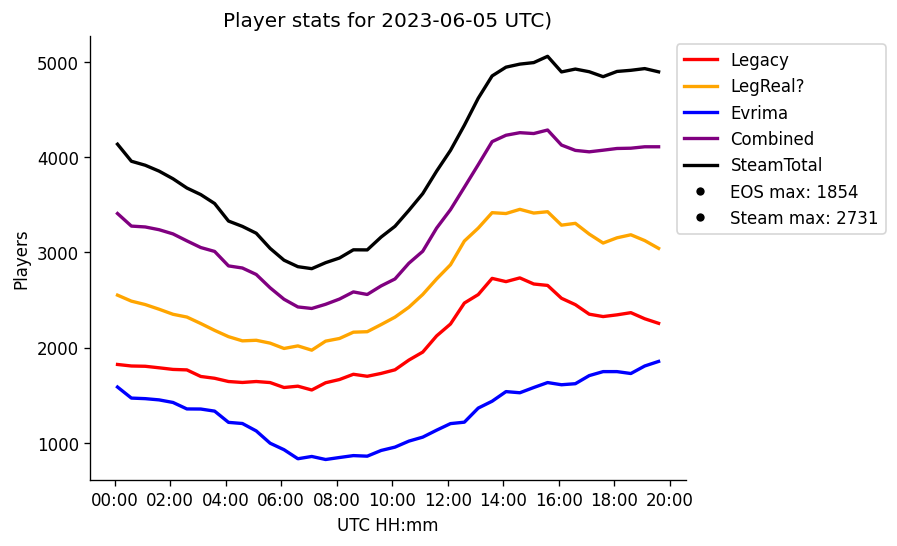 Player stats for 2023-06-05 UTC)
5000
4000
3000
2000
1000
Players
00:00 02:00 04:00 06:00 08:00 10:00 12:00 14:00 16:00 18:00 20:00
UTC HH:mm
Legacy
LegReal?
Evrima
Combined
SteamTotal
EOS max: 1854
Steam max: 2731